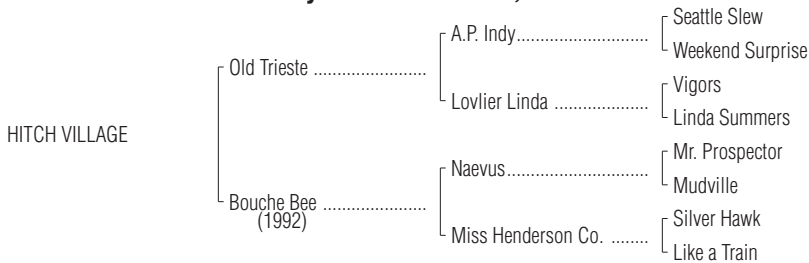 Seattle Slew
A.P. Indy
Weekend Surprise
Old Trieste
Vigors
Lovlier Linda
Linda Summers
HITCH VILLAGE
Mr. Prospector
Naevus
Mudville
Bouche Bee
(1992)
Silver Hawk
Miss Henderson Co.
Like a Train